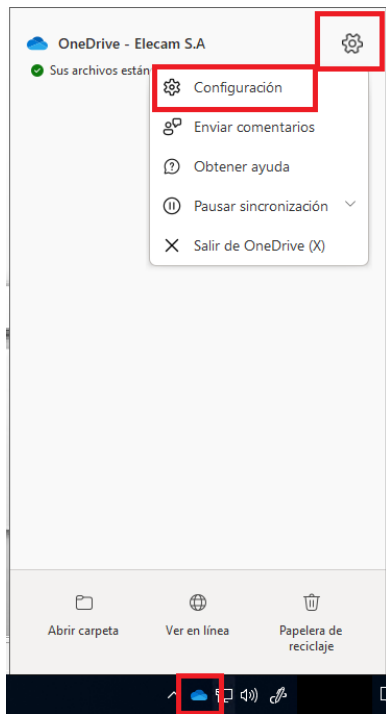 OneDrive - Elecam S.A
Sus archivos están
Configuración
Enviar comentarios
Obtener ayuda
Pausar sincronización
Salir de OneDrive (X)
Abrir carpeta
Ver en línea
Papelera de
reciclaje